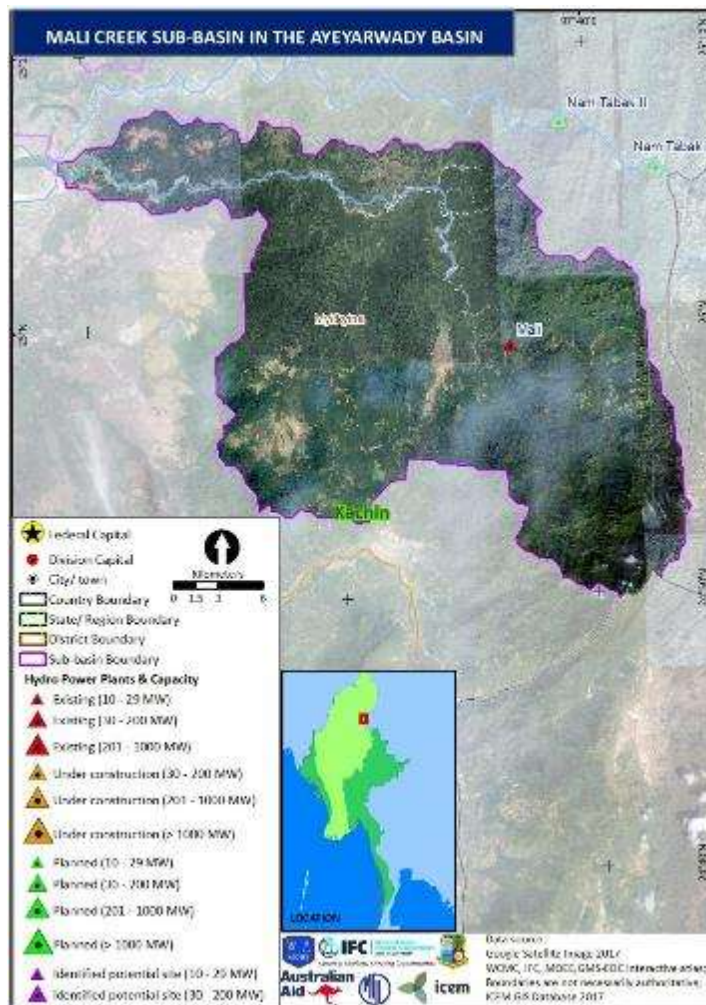 MALI CREEK SUB-BASIN IN THE AYEYARWADY BASIN
Nam Tabak II
Nam Tabak
Mali
Myitkyina
Kachin
Federal Capital
Division Capital
City/ town
Country Boundary
State/ Region Boundary
District Boundary
Sub-basin Boundary
Kilometers
0 1.5 3 6
Hydro Power Plants & Capacity
Existing (10 - 29 MW)
Existing (30 - 200 MW)
Existing (201 - 1000 MW)
Under construction (30 - 200 MW)
Under construction (201 - 1000 MW)
Under construction (> 1000 MW)
Planned (10 - 29 MW)
Planned (30 - 200 MW)
Planned (201 - 1000 MW)
Planned (> 1000 MW)
Identified potential site (10 - 29 MW)
Identified potential site (30 - 200 MW)
LOCATION
IFC
Australian
Aid
icem
Data source:
Google Satellite Image 2017
Boundaries are not necessarily authoritative;
ICEM GIS Database 2017